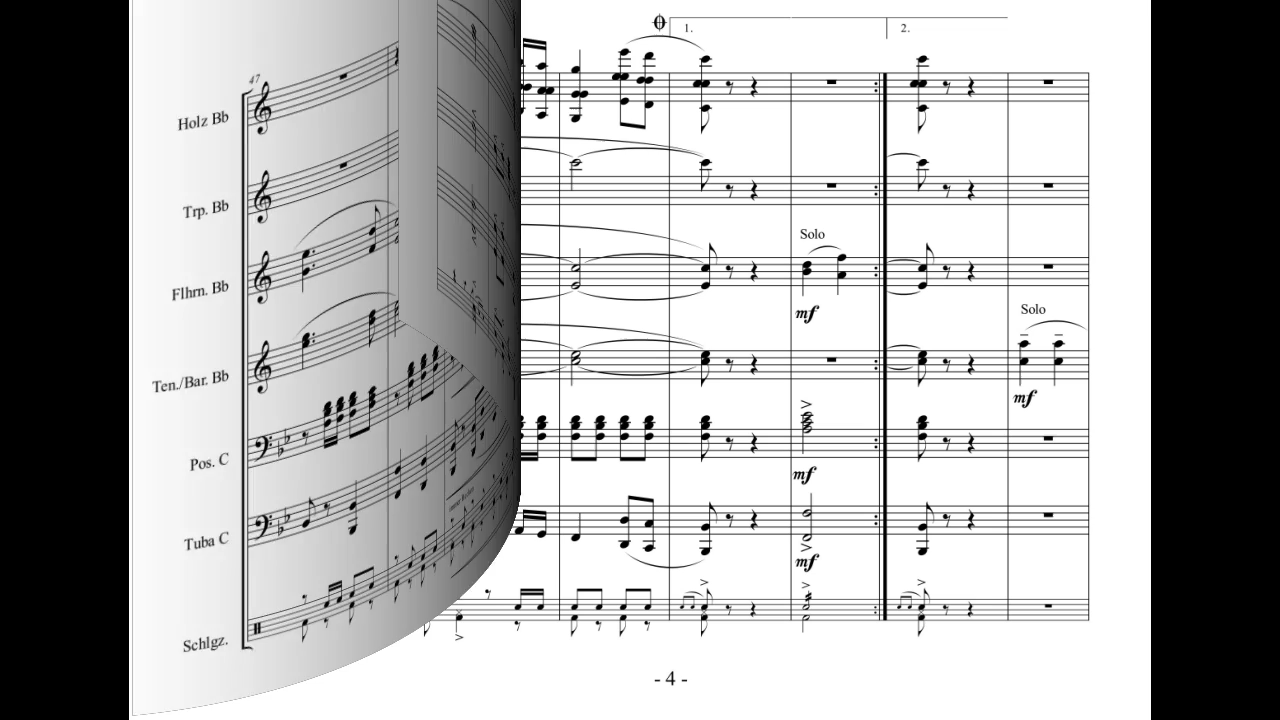 47
Holz Bb
Trp. Bb
Flhrn. Bb
Ten./Bar. Bb
Pos. C
Tuba C
Schlgz.
1.
2.
Solo
mf
Solo
mf
mf
mf
- 4 -